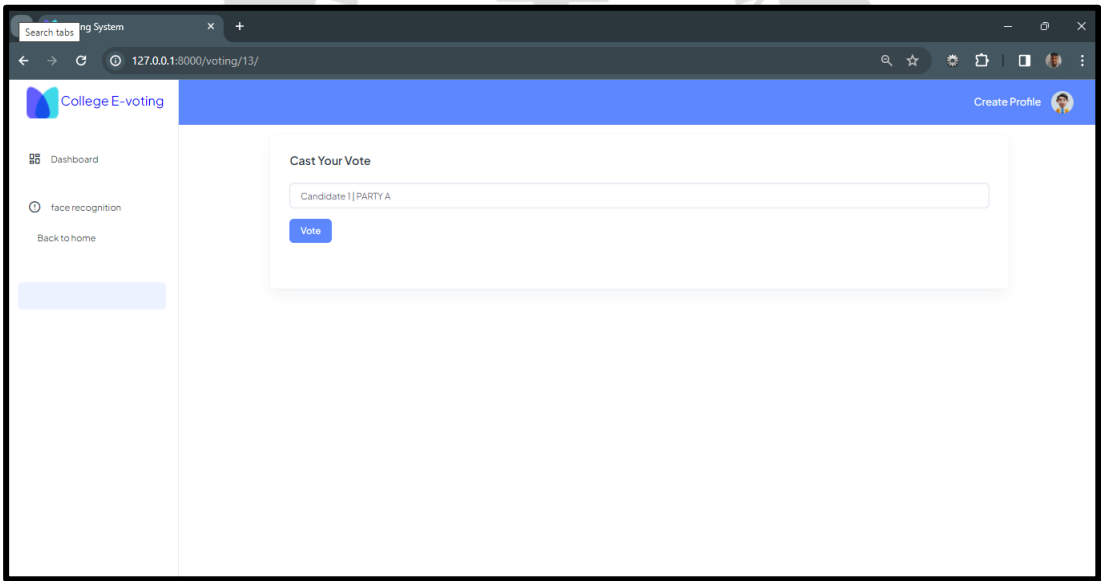 Search tabs
ng System
127.0.0.1:8000/voting/13/
College E-voting
Create Profile
Dashboard
face recognition
Back to home
Cast Your Vote
Candidate 1 | PARTY A
Vote